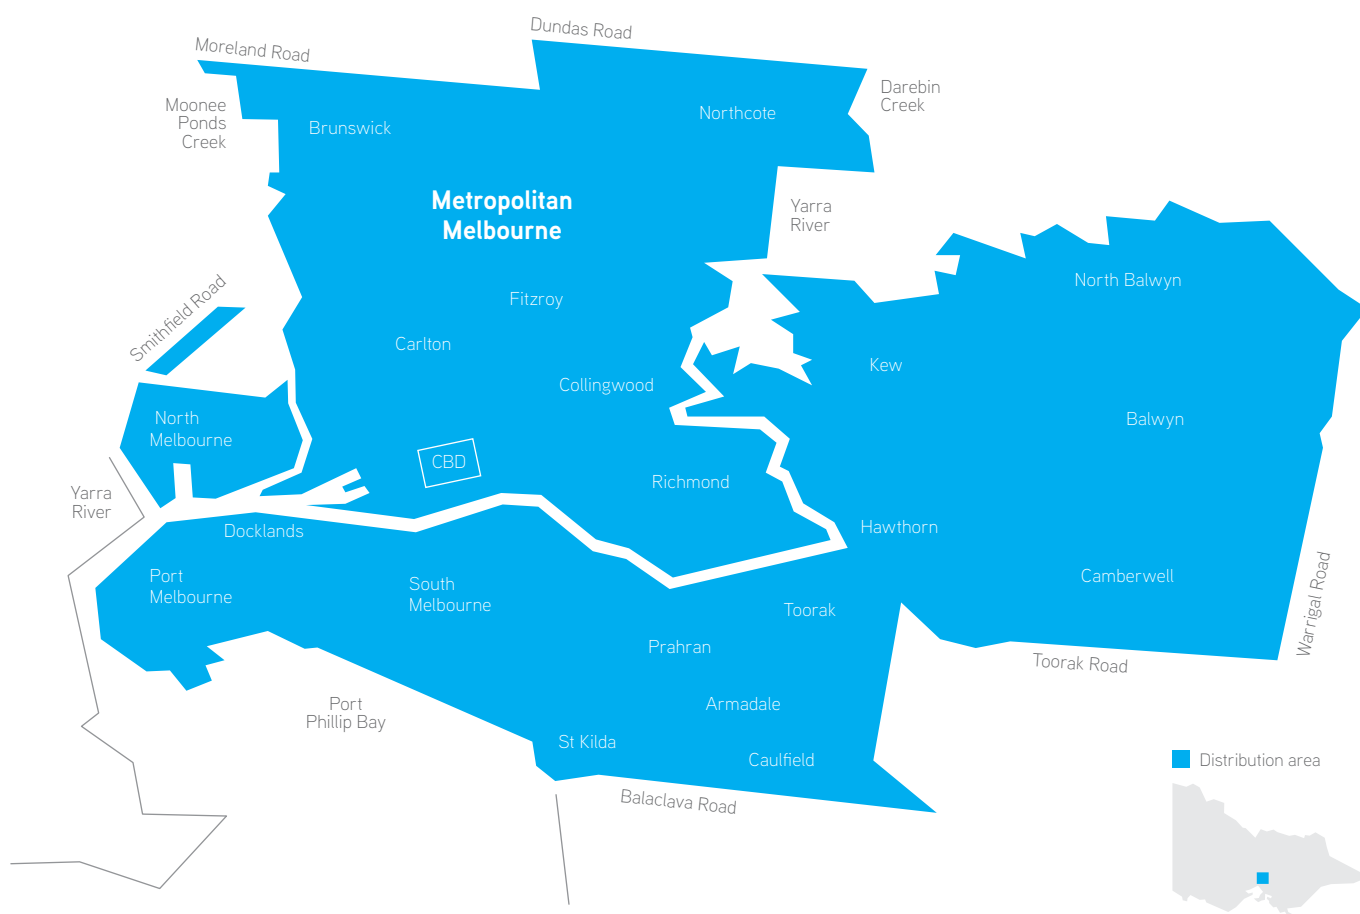 Dundas Road
Moreland Road
Darebin
Creek
Moonee
Ponds
Creek
Brunswick
Northcote
Metropolitan
Melbourne
Yarra
River
North Balwyn
Smithfield Road
Fitzroy
Carlton
Kew
Collingwood
Balwyn
North
Melbourne
CBD
Richmond
Yarra
River
Docklands
Hawthorn
Port
Melbourne
South
Melbourne
Camberwell
Toorak
Warrigal Road
Prahran
Toorak Road
Port
Phillip Bay
Armadale
St Kilda
Caulfield
Distribution area
Balaclava Road